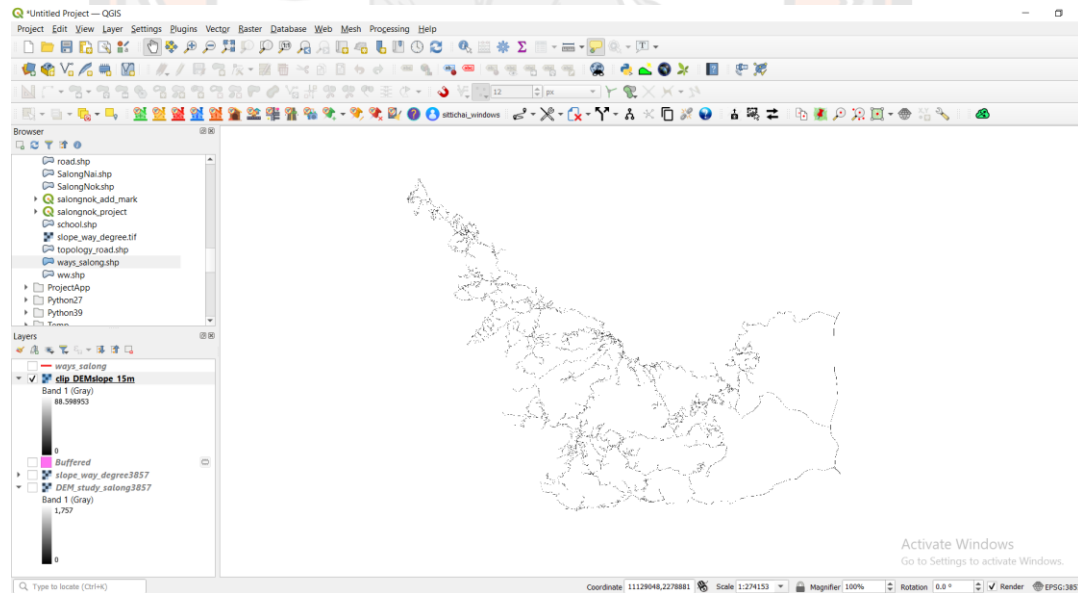 *Untitled Project — QGIS
Project Edit View Layer Settings Plugins Vector Raster Database Web Mesh Processing Help
12 px
sittichai_windows
Browser
road.shp
SalongNai.shp
SalongNok.shp
salongnok_add_mark
salongnok_project
school.shp
slope_way_degree.tif
topology_road.shp
ways_salong.shp
ww.shp
ProjectApp
Python27
Python39
Temp
Layers
ways_salong
clip_DEMslope_15m
Band 1 (Gray)
88.598953
0
Buffered
slope_way_degree3857
DEM_study_salong3857
Band 1 (Gray)
1,757
0
Activate Windows
Go to Settings to activate Windows.
Type to locate (Ctrl+K)
Coordinate 11129048,2278881 Scale 1:274153 Magnifier 100% Rotation 0.0 ° Render EPSG:385